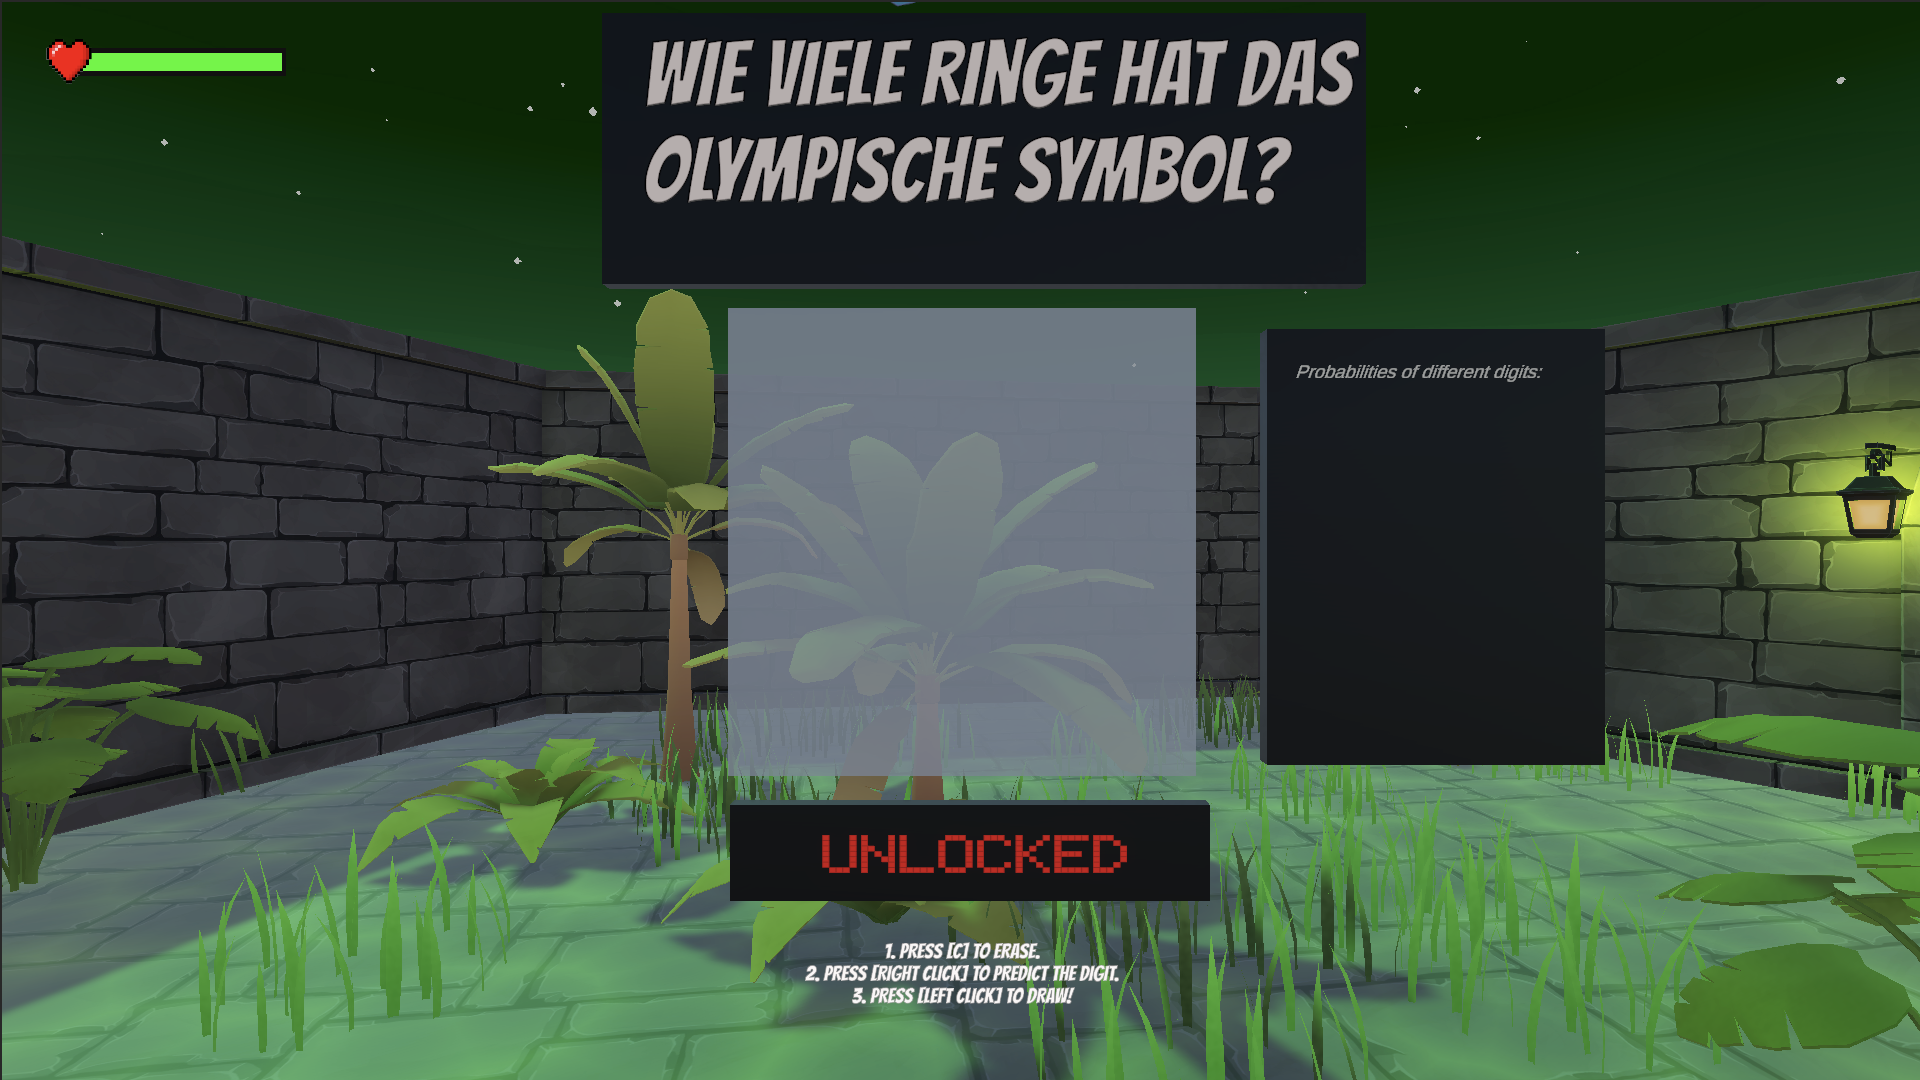 WIE VIELE RINGE HAT DAS
OLYMPISCHE SYMBOL?
Probabilities of different digits:
UNLOCKED
1. PRESS [C] TO ERASE.
2. PRESS [RIGHT CLICK] TO PREDICT THE DIGIT.
3. PRESS [LEFT CLICK] TO DRAW!